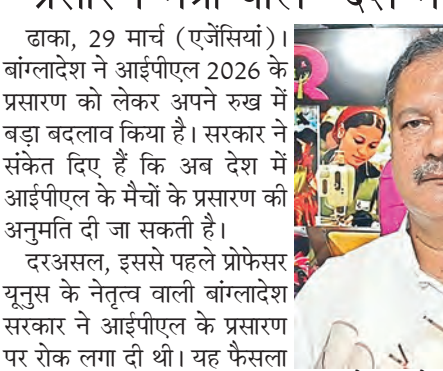 ढाका, 29 मार्च (एजेंसियां)।
बांग्लादेश ने आईपीएल 2026 के
प्रसारण को लेकर अपने रुख में
बड़ा बदलाव किया है। सरकार ने
संकेत दिए हैं कि अब देश में
आईपीएल के मैचों के प्रसारण की
अनुमति दी जा सकती है।
दरअसल, इससे पहले प्रोफेसर
यूनुस के नेतृत्व वाली बांग्लादेश
सरकार ने आईपीएल के प्रसारण
पर रोक लगा दी थी। यह फैसला